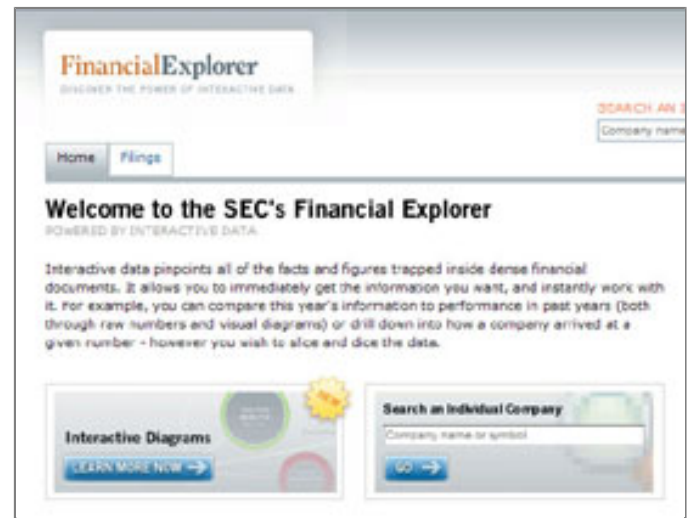 FinancialExplorer
DISCOVER THE POWER OF INTERACTIVE DATA
SEARCH AN
Company name
Home Filings
Welcome to the SEC's Financial Explorer
POWERED BY INTERACTIVE DATA
Interactive data pinpoints all of the facts and figures trapped inside dense financial
documents. It allows you to immediately get the information you want, and instantly work with
it. For example, you can compare this year's information to performance in past years (both
through raw numbers and visual diagrams) or drill down into how a company arrived at a
given number - however you wish to slice and dice the data.
NEW
Interactive Diagrams
LEARN MORE NOW
Search an Individual Company
Company name or symbol
GO